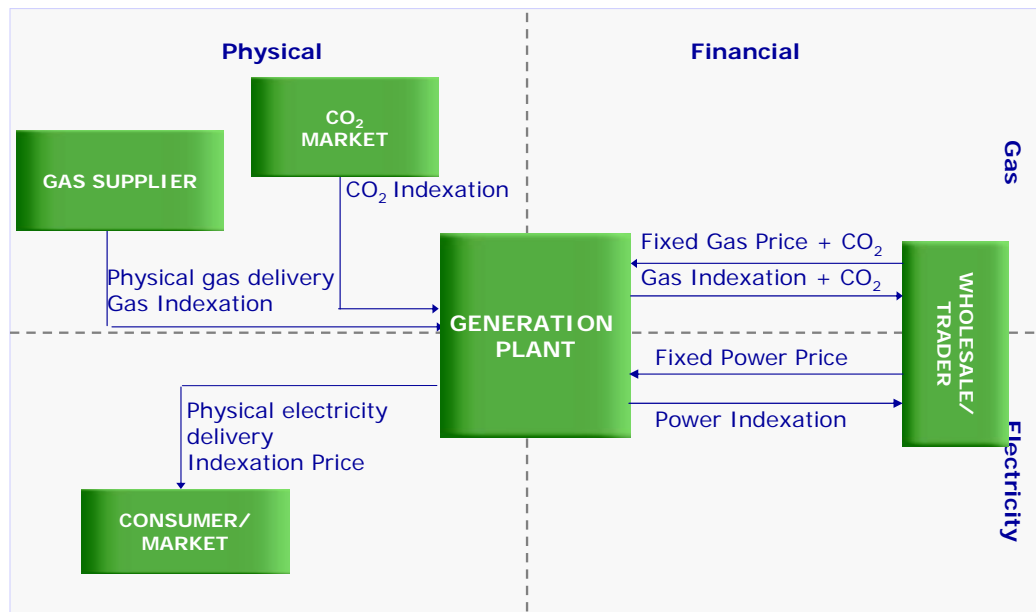 Physical
Financial
CO₂
MARKET
GAS SUPPLIER
Gas
CO₂ Indexation
Fixed Gas Price + CO₂
Gas Indexation + CO₂
Physical gas delivery
Gas Indexation
GENERATION
PLANT
WHOLESALE/
TRADER
Fixed Power Price
Power Indexation
Physical electricity
delivery
Indexation Price
Electricity
CONSUMER/
MARKET